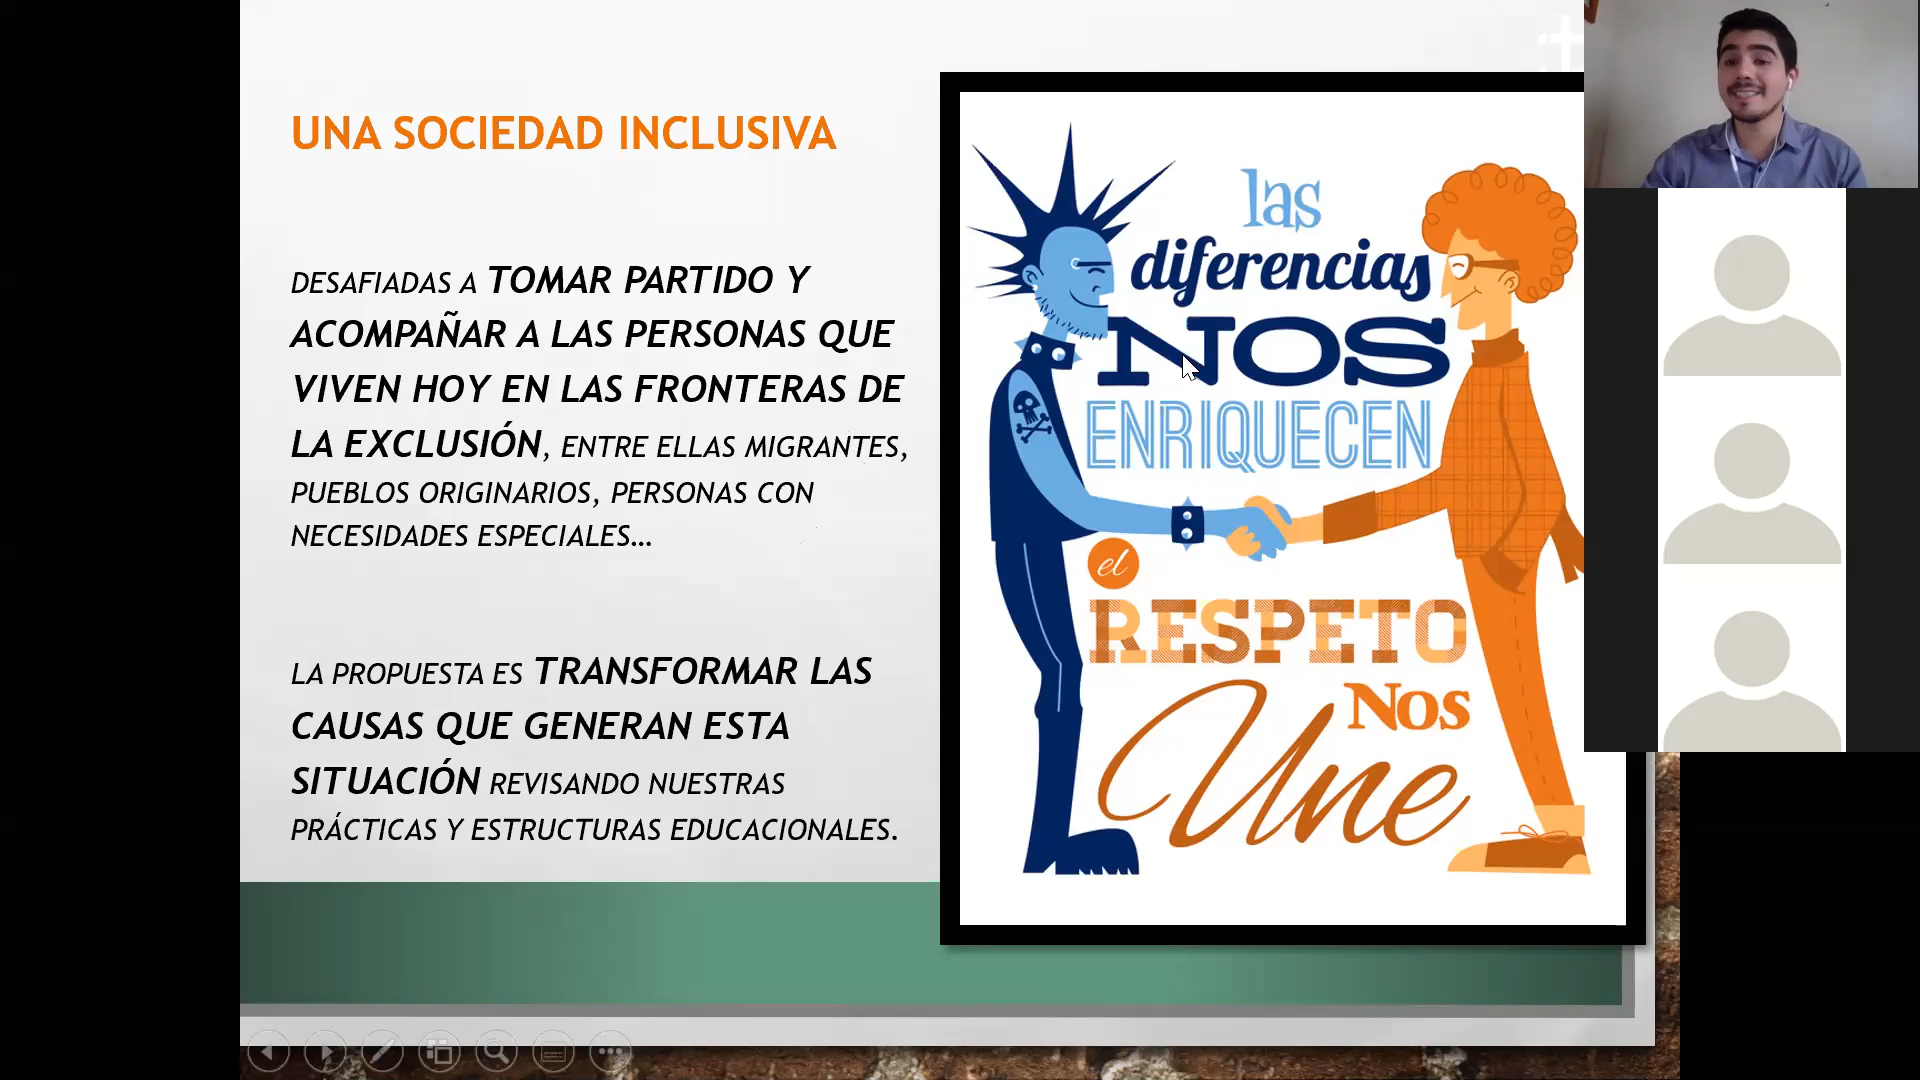 UNA SOCIEDAD INCLUSIVA
DESAFIADAS A TOMAR PARTIDO Y
ACOMPAÑAR A LAS PERSONAS QUE
VIVEN HOY EN LAS FRONTERAS DE
LA EXCLUSIÓN, ENTRE ELLAS MIGRANTES,
PUEBLOS ORIGINARIOS, PERSONAS CON
NECESIDADES ESPECIALES...
LA PROPUESTA ES TRANSFORMAR LAS
CAUSAS QUE GENERAN ESTA
SITUACIÓN REVISANDO NUESTRAS
PRÁCTICAS Y ESTRUCTURAS EDUCACIONALES.
las
diferencias
NOS
ENRIQUECEN
el
RESPETO
Nos
Une